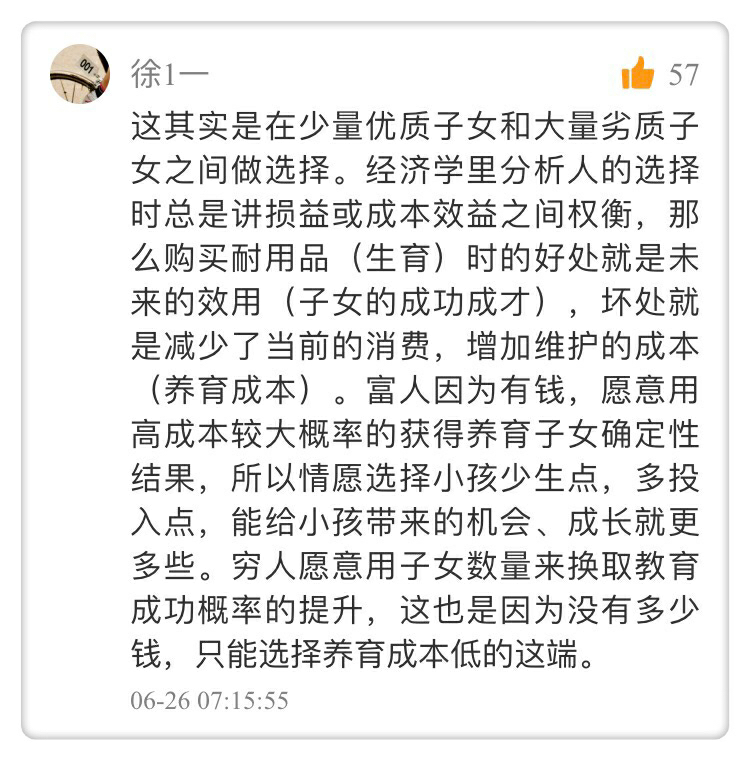 001
徐1一
57
这其实是在少量优质子女和大量劣质子
女之间做选择。经济学里分析人的选择
时总是讲损益或成本效益之间权衡，那
么购买耐用品（生育）时的好处就是未
来的效用（子女的成功成才），坏处就
是减少了当前的消费，增加维护的成本
（养育成本）。富人因为有钱，愿意用
高成本较大概率的获得养育子女确定性
结果，所以情愿选择小孩少生点，多投
入点，能给小孩带来的机会、成长就更
多些。穷人愿意用子女数量来换取教育
成功概率的提升，这也是因为没有多少
钱，只能选择养育成本低的这端。
06-26 07:15:55